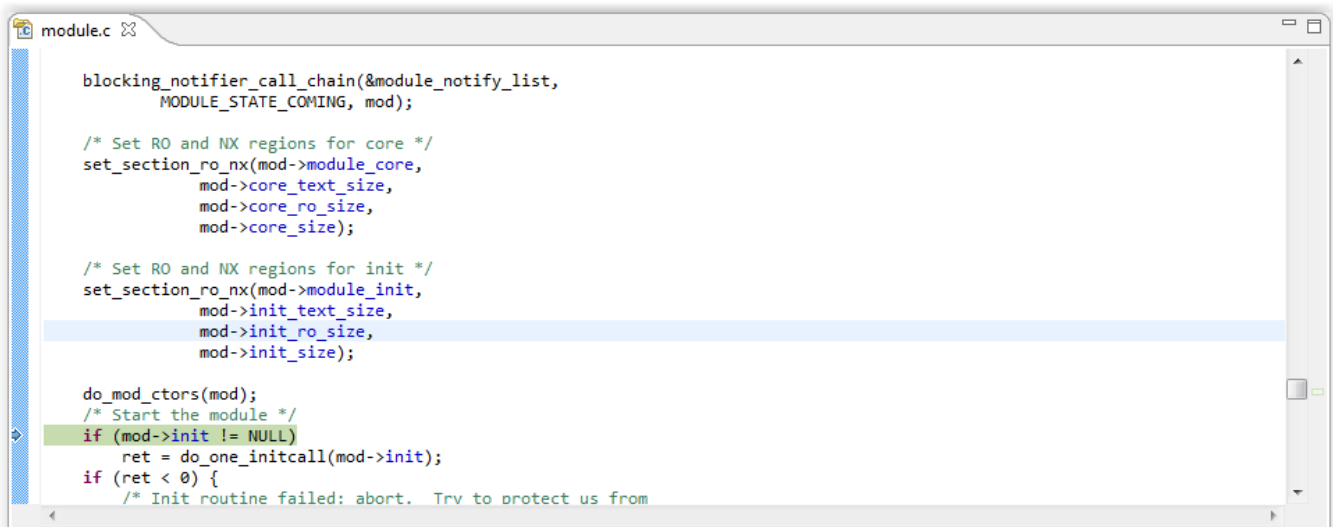 module.c
blocking_notifier_call_chain(&module_notify_list,
MODULE_STATE_COMING, mod);
/* Set RO and NX regions for core */
set_section_ro_nx(mod->module_core,
mod->core_text_size,
mod->core_ro_size,
mod->core_size);
/* Set RO and NX regions for init */
set_section_ro_nx(mod->module_init,
mod->init_text_size,
mod->init_ro_size,
mod->init_size);
do_mod_ctors(mod);
/* Start the module */
if (mod->init != NULL)
ret = do_one_initcall(mod->init);
if (ret < 0) {
/* Init routine failed: abort.  Try to protect us from